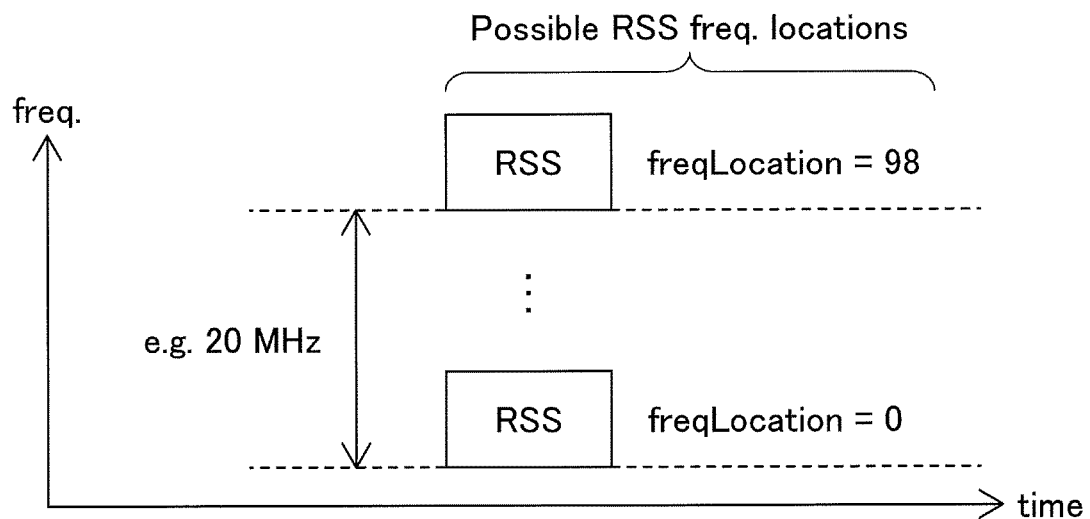 Possible RSS freq. locations
freq.
RSS freqLocation = 98
⋮
e.g. 20 MHz
RSS freqLocation = 0
time